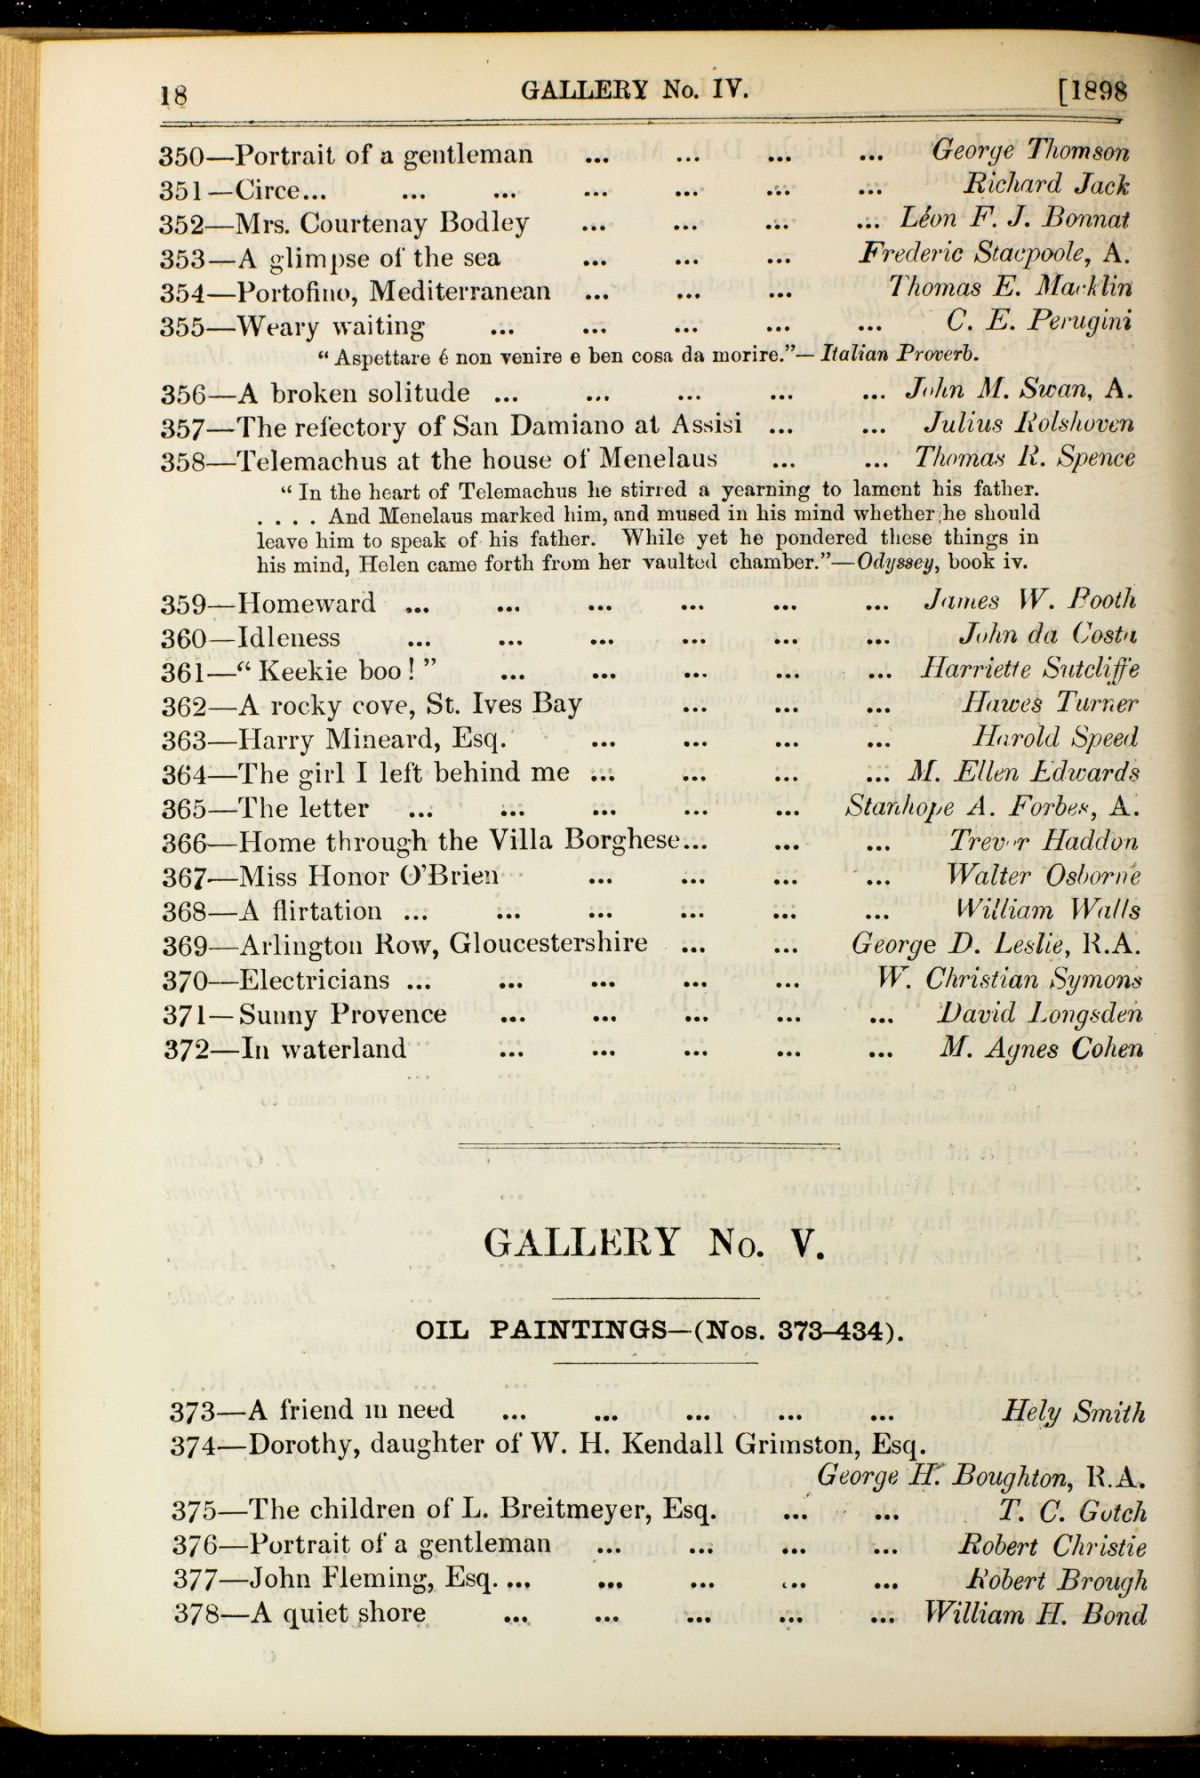 18 GALLERY No. IV. [1898
350—Portrait of a gentleman ... ... ... ... George Thomson
351—Circe... ... ... ... ... ... ... Richard Jack
352—Mrs. Courtenay Bodley ... ... ... ... Léon F. J. Bonnat
353—A glimpse of the sea ... ... ... Frederic Stacpoole, A.
354—Portofino, Mediterranean ... ... ... Thomas E. Macklin
355—Weary waiting ... ... ... ... ... C. E. Perugini
“ Aspettare é non venire e ben cosa da morire.”—Italian Proverb.
356—A broken solitude ... ... ... ... ... John M. Swan, A.
357—The refectory of San Damiano at Assisi ... ... Julius Rolshoven
358—Telemachus at the house of Menelaus ... ... Thomas R. Spence
“ In the heart of Telemachus he stirred a yearning to lament his father.
. . . . And Menelaus marked him, and mused in his mind whether he should
leave him to speak of his father. While yet he pondered these things in
his mind, Helen came forth from her vaulted chamber.”—Odyssey, book iv.
359—Homeward ... ... ... ... ... ... James W. Booth
360—Idleness ... ... ... ... ... ... John da Costa
361—“ Keekie boo ! ” ... ... ... ... ... Harriette Sutcliffe
362—A rocky cove, St. Ives Bay ... ... ... Hawes Turner
363—Harry Mineard, Esq. ... ... ... ... Harold Speed
364—The girl I left behind me ... ... ... ... M. Ellen Edwards
365—The letter ... ... ... ... ... Stanhope A. Forbes, A.
366—Home through the Villa Borghese... ... ... Trevor Haddon
367—Miss Honor O’Brien ... ... ... ... Walter Osborne
368—A flirtation ... ... ... ... ... ... William Walls
369—Arlington Row, Gloucestershire ... ... George D. Leslie, R.A.
370—Electricians ... ... ... ... ... W. Christian Symons
371—Sunny Provence ... ... ... ... ... David Longsden
372—In waterland ... ... ... ... ... M. Agnes Cohen
GALLERY No. V.
OIL PAINTINGS—(Nos. 373–434).
373—A friend in need ... ... ... ... ... Hely Smith
374—Dorothy, daughter of W. H. Kendall Grimston, Esq.
George H. Boughton, R.A.
375—The children of L. Breitmeyer, Esq. ... ... T. C. Gotch
376—Portrait of a gentleman ... ... ... ... Robert Christie
377—John Fleming, Esq. ... ... ... ... ... Robert Brough
378—A quiet shore ... ... ... ... ... William H. Bond